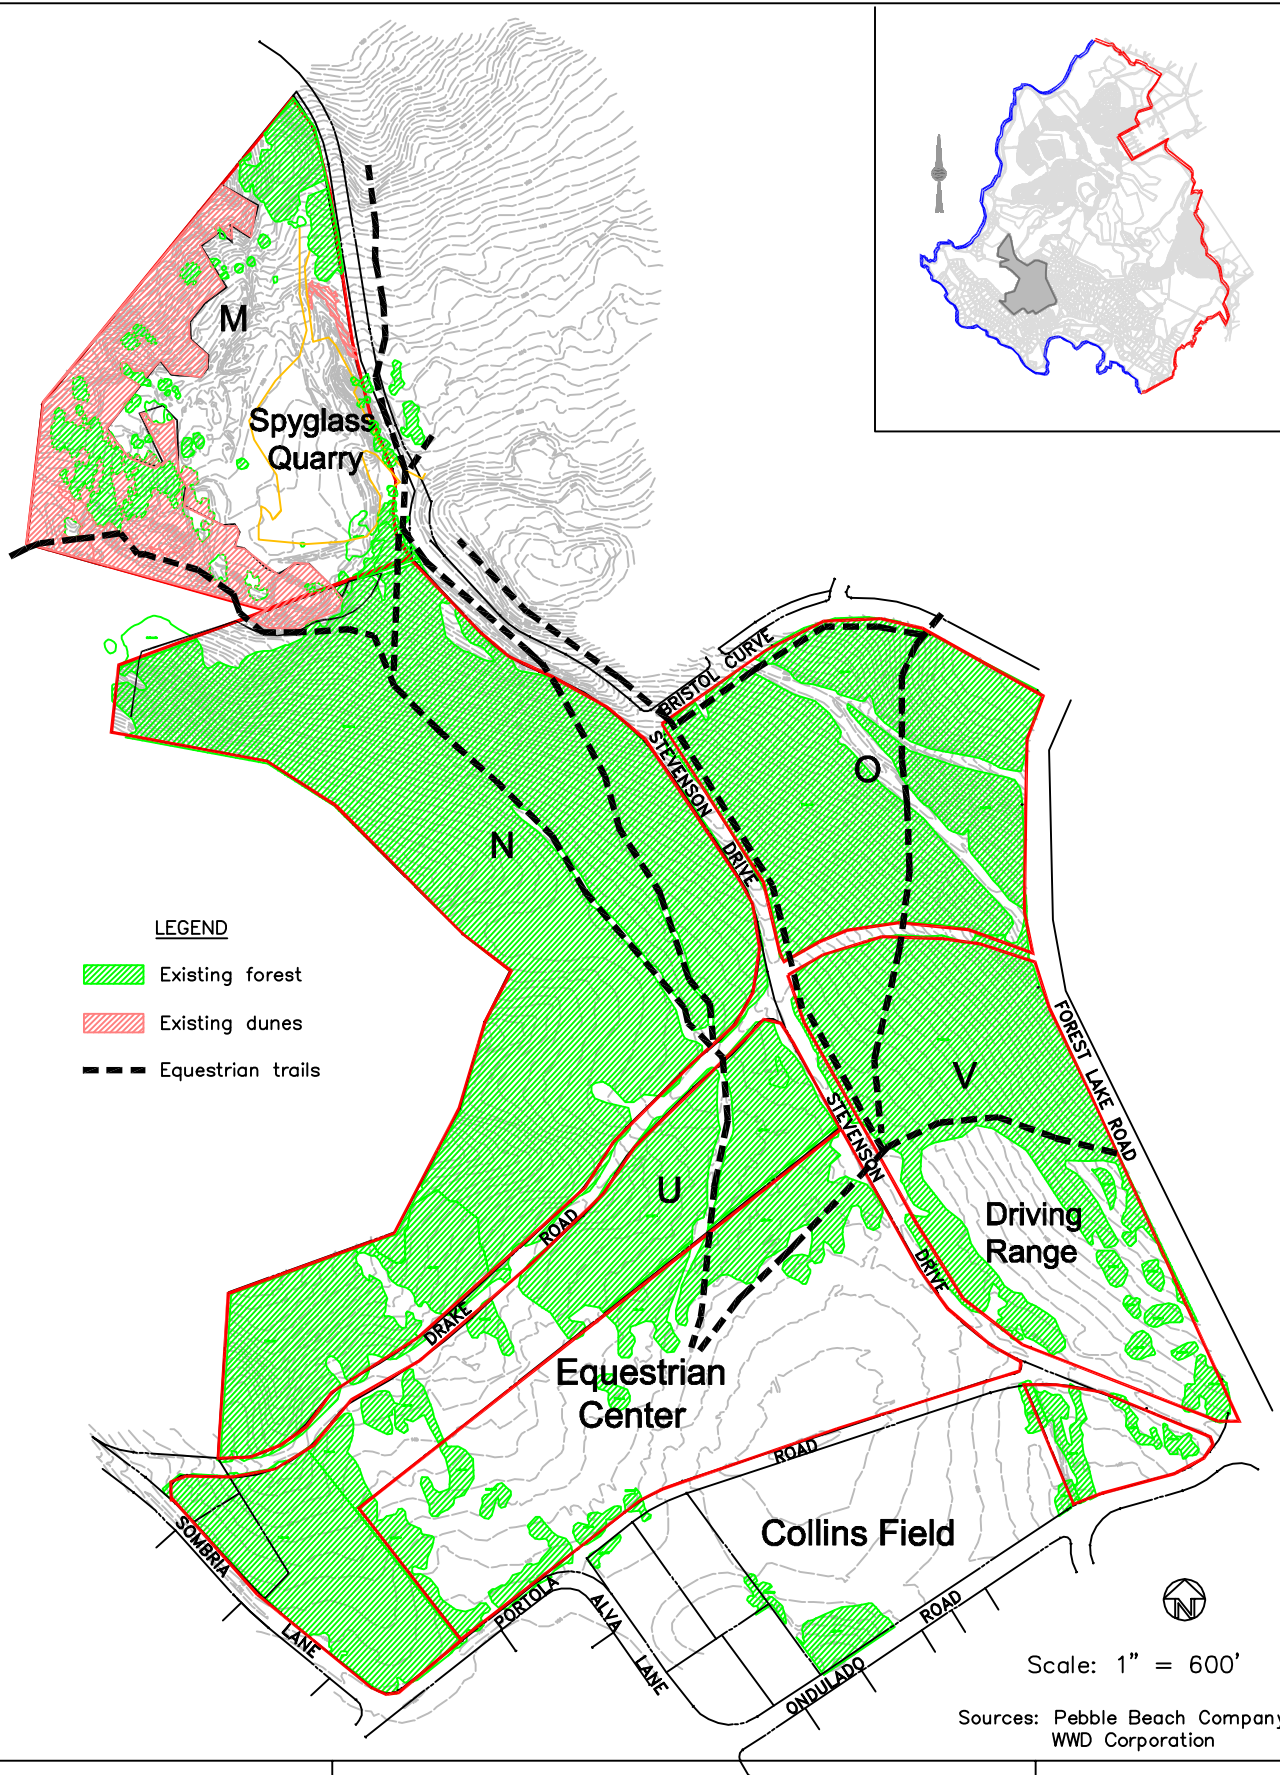 M
Spyglass
Quarry
BRISTOL CURVE
STEVENSON DRIVE
O
N
LEGEND
Existing forest
Existing dunes
Equestrian trails
FOREST LAKE ROAD
V
STEVENSON
DRIVE
U
Driving
Range
DRAKE ROAD
Equestrian
Center
ROAD
Collins Field
SOMBRIA
LANE
PORTOLA
ALVA
LANE
ONDULADO ROAD
N
Scale: 1" = 600'
Sources: Pebble Beach Company
WWD Corporation